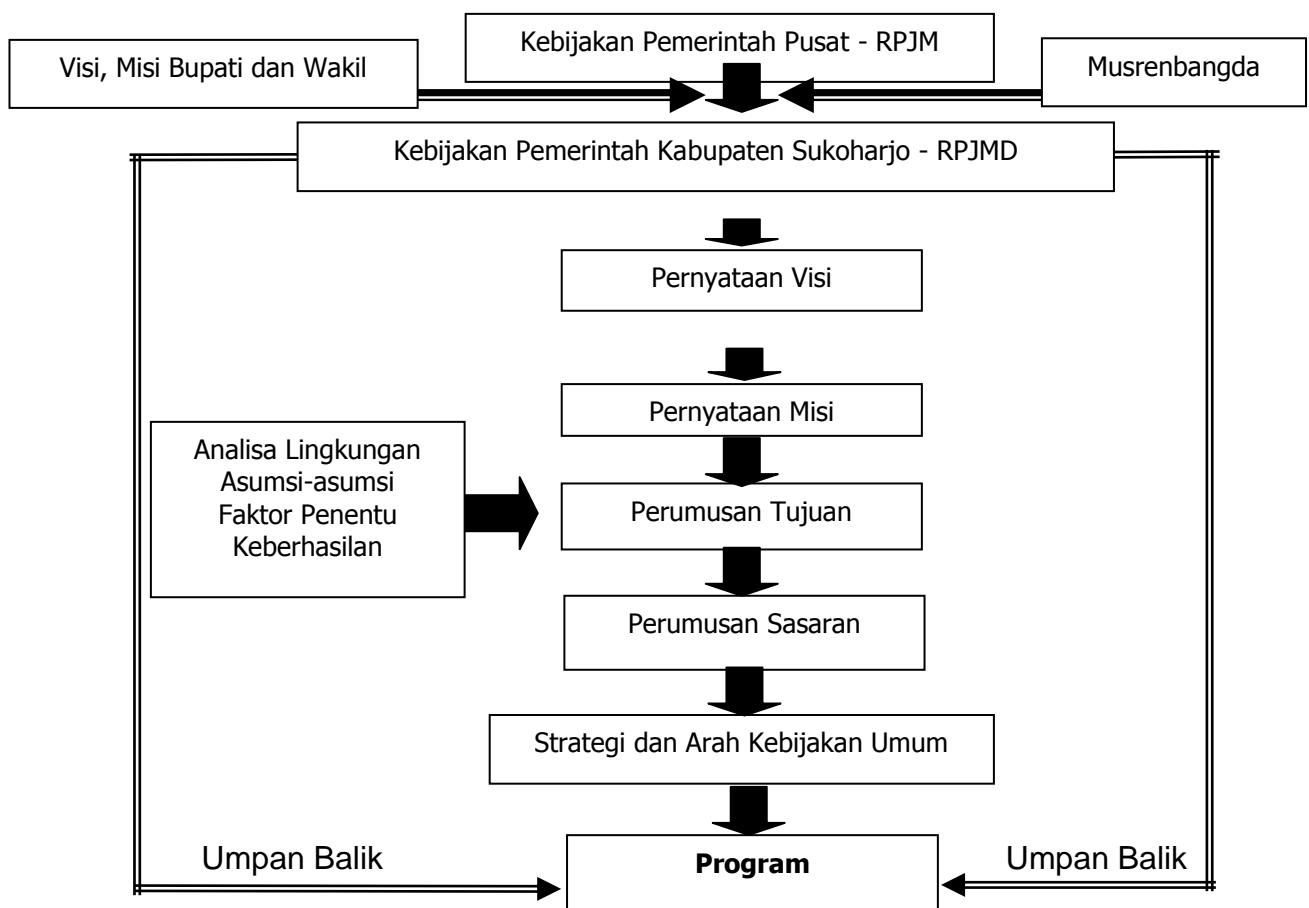 Kebijakan Pemerintah Pusat - RPJM
Visi, Misi Bupati dan Wakil
Musrenbangda
Kebijakan Pemerintah Kabupaten Sukoharjo - RPJMD
Pernyataan Visi
Pernyataan Misi
Analisa Lingkungan
Asumsi-asumsi
Faktor Penentu
Keberhasilan
Perumusan Tujuan
Perumusan Sasaran
Strategi dan Arah Kebijakan Umum
Umpan Balik
Program
Umpan Balik